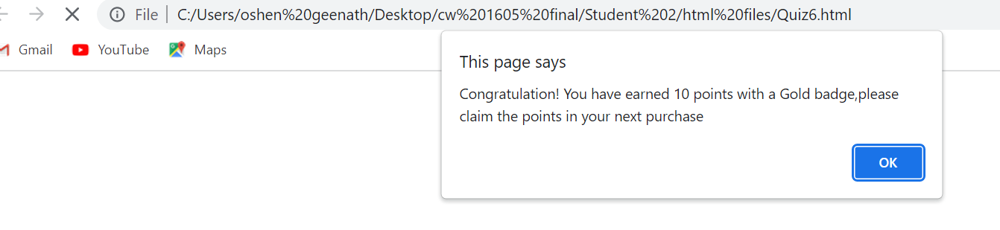 File | C:/Users/oshen%20geenath/Desktop/cw%201605%20final/Student%202/html%20files/Quiz6.html
Gmail YouTube Maps
This page says
Congratulation! You have earned 10 points with a Gold badge,please
claim the points in your next purchase
OK